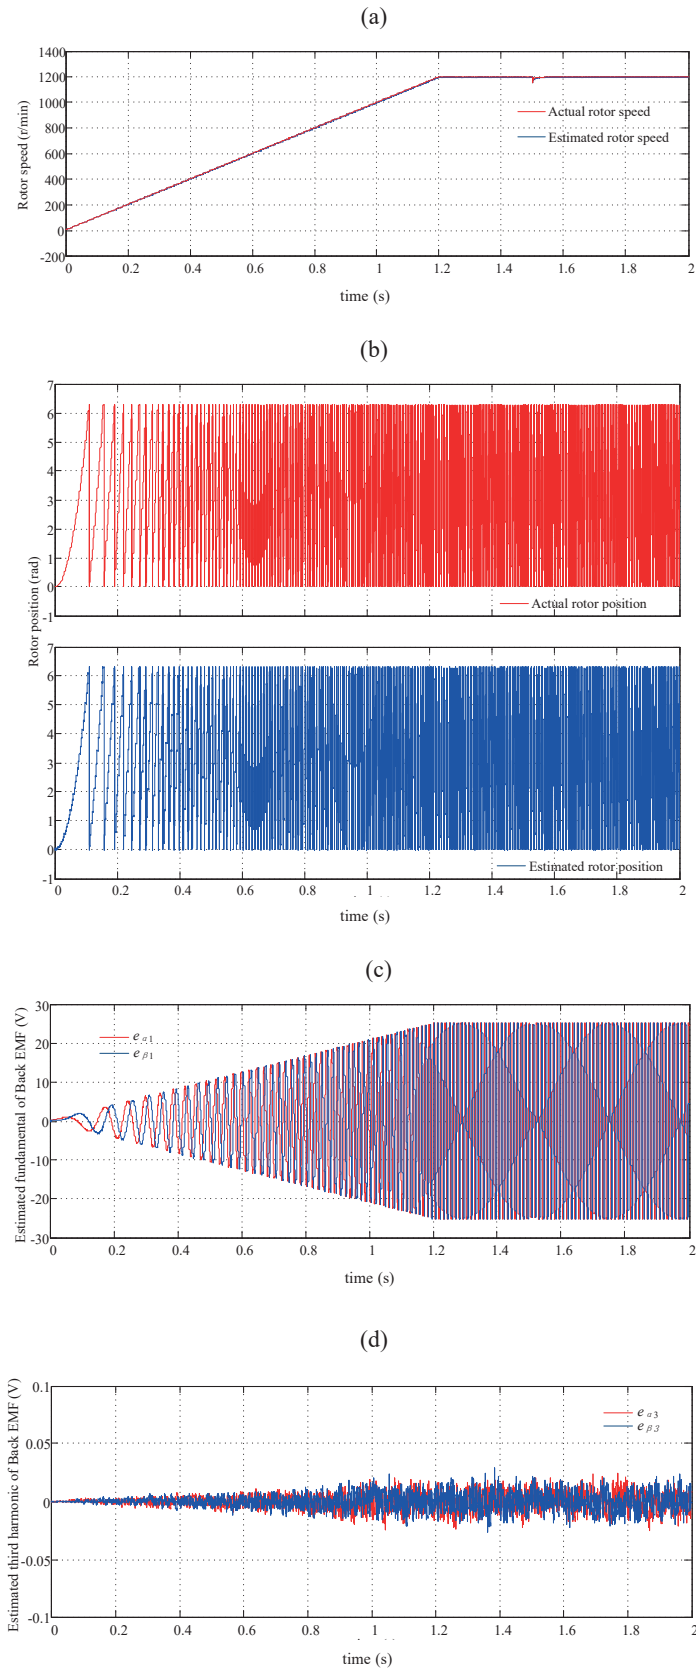 (a)
1400
1200
1000
800
600
400
200
0
-200
Rotor speed (r/min)
Actual rotor speed
Estimated rotor speed
0 0.2 0.4 0.6 0.8 1 1.2 1.4 1.6 1.8 2
time (s)
(b)
7
6
5
4
3
2
1
0
-1
Rotor position (rad)
Actual rotor position
7
6
5
4
3
2
1
0
-1
Estimated rotor position
0 0.2 0.4 0.6 0.8 1 1.2 1.4 1.6 1.8 2
time (s)
(c)
30
20
10
0
-10
-20
-30
Estimated fundamental of Back EMF (V)
e α1
e β1
0 0.2 0.4 0.6 0.8 1 1.2 1.4 1.6 1.8 2
time (s)
(d)
0.1
0.05
0
-0.05
-0.1
Estimated third harmonic of Back EMF (V)
e α3
e β3
0 0.2 0.4 0.6 0.8 1 1.2 1.4 1.6 1.8 2
time (s)